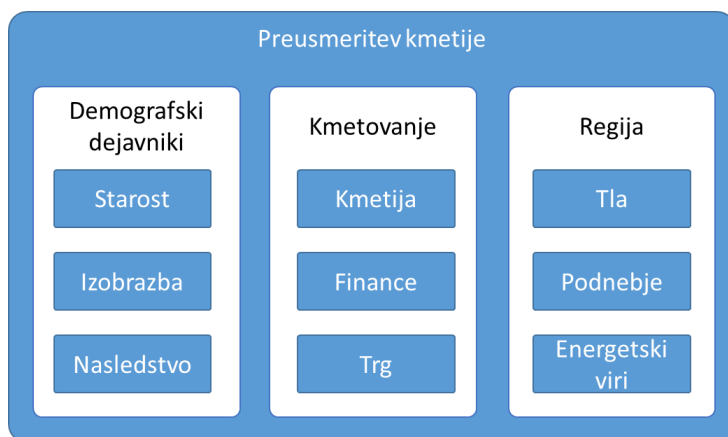 Preusmeritev kmetije
Demografski
dejavniki
Starost
Izobrazba
Nasledstvo
Kmetovanje
Kmetija
Finance
Trg
Regija
Tla
Podnebje
Energetski
viri